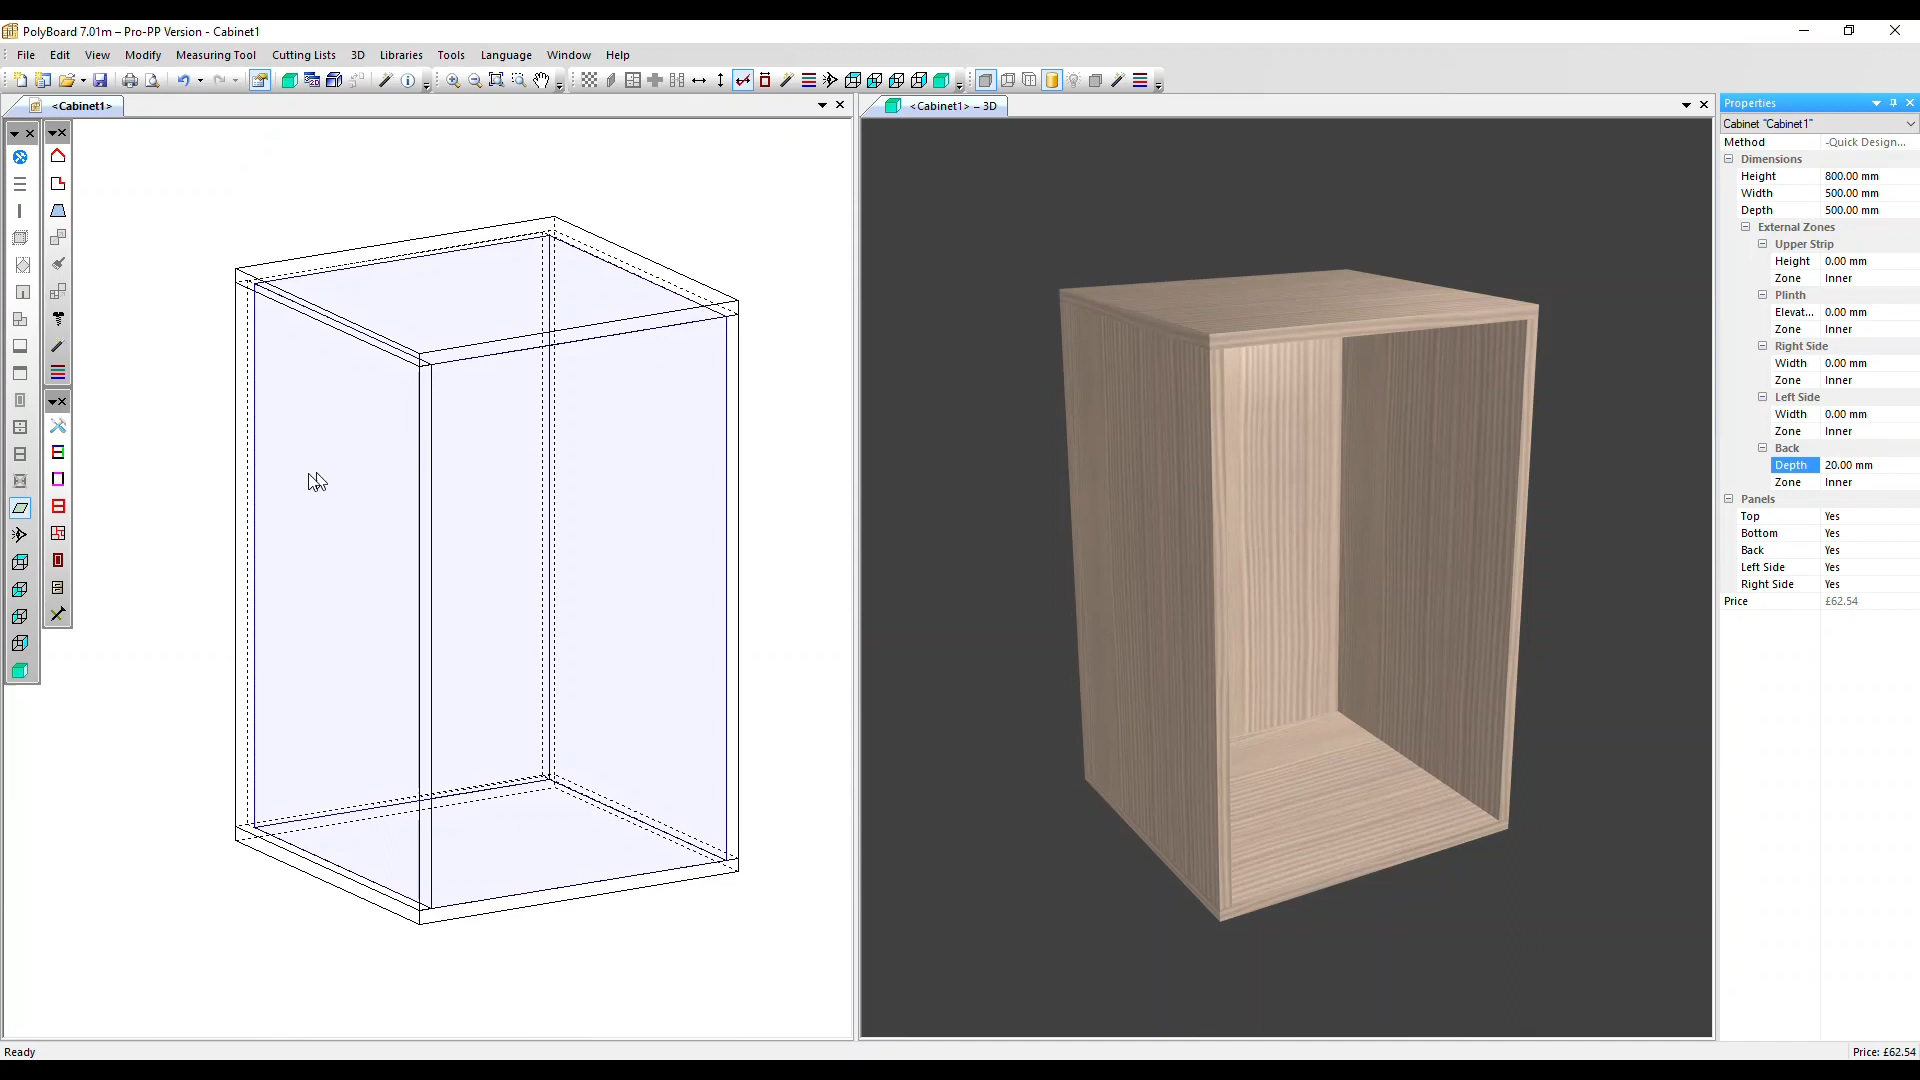 PolyBoard 7.01m – Pro-PP Version - Cabinet1
File Edit View Modify Measuring Tool Cutting Lists 3D Libraries Tools Language Window Help
<Cabinet1>
<Cabinet1> – 3D
Properties
Cabinet "Cabinet1"
Method -Quick Design...
Dimensions
Height 800.00 mm
Width 500.00 mm
Depth 500.00 mm
External Zones
Upper Strip
Height 0.00 mm
Zone Inner
Plinth
Elevat... 0.00 mm
Zone Inner
Right Side
Width 0.00 mm
Zone Inner
Left Side
Width 0.00 mm
Zone Inner
Back
Depth 20.00 mm
Zone Inner
Panels
Top Yes
Bottom Yes
Back Yes
Left Side Yes
Right Side Yes
Price £62.54
Ready
Price: £62.54